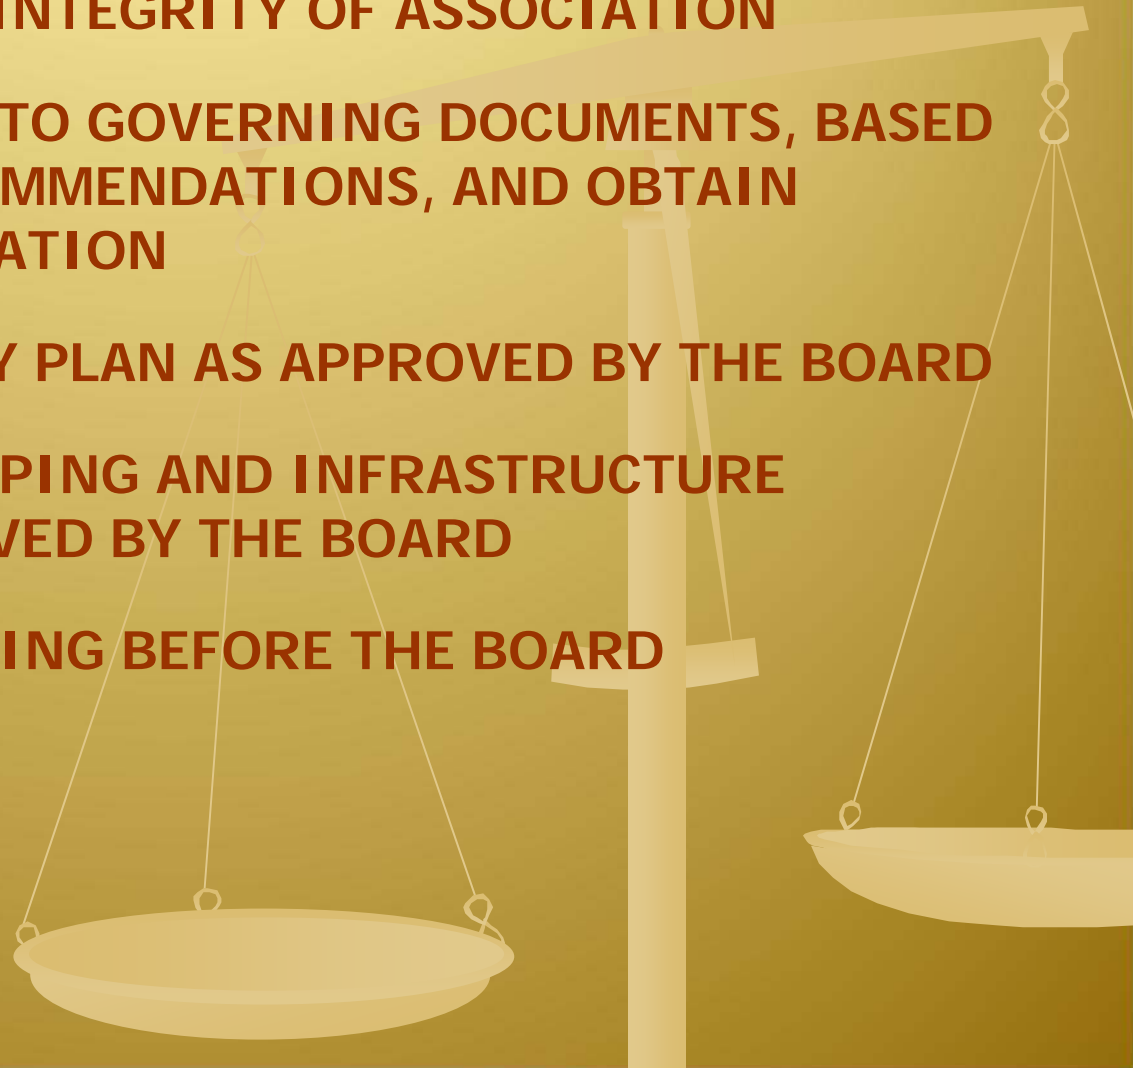 INTEGRITY OF ASSOCIATION
TO GOVERNING DOCUMENTS, BASED
MMENDATIONS, AND OBTAIN
ATION
Y PLAN AS APPROVED BY THE BOARD
PING AND INFRASTRUCTURE
VED BY THE BOARD
ING BEFORE THE BOARD